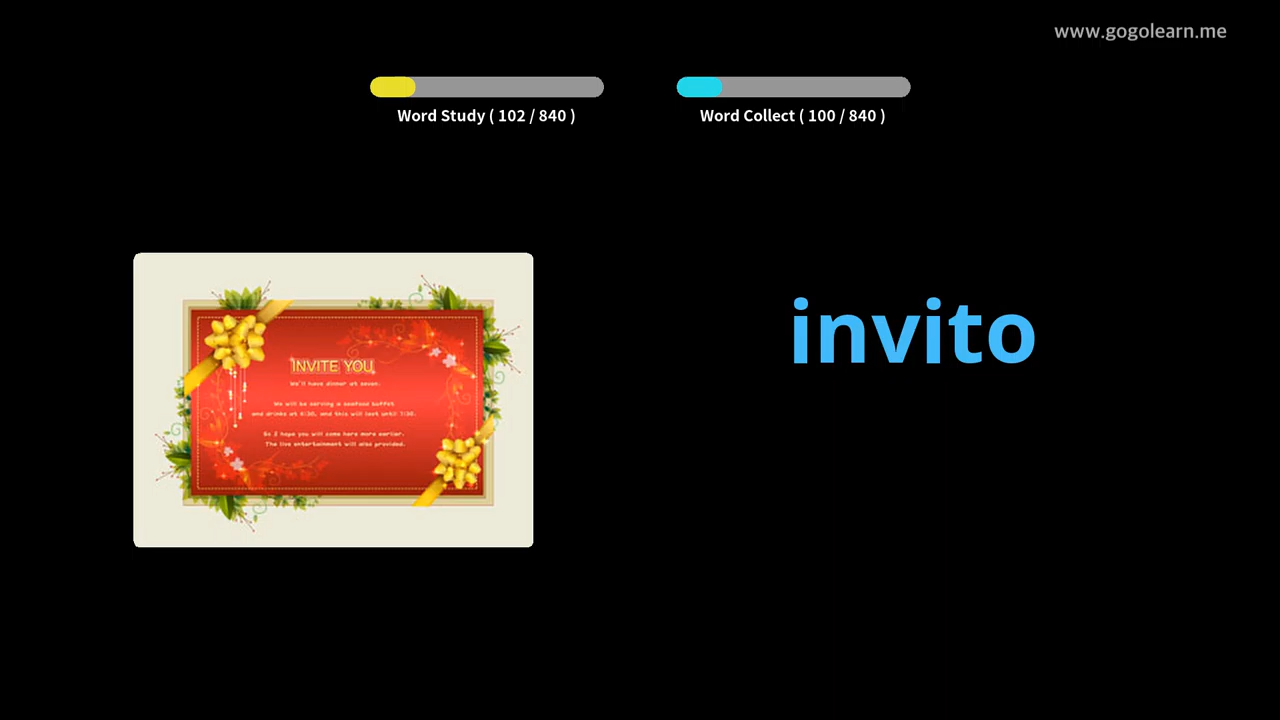 www.gogolearn.me
Word Study ( 102 / 840 )
Word Collect ( 100 / 840 )
INVITE YOU
We'll have dinner at seven.
We will be serving a seafood buffet
and drinks at 6:30, and this will last until 7:30.
So I hope you will come here more earlier.
The live entertainment will also provided.
invito